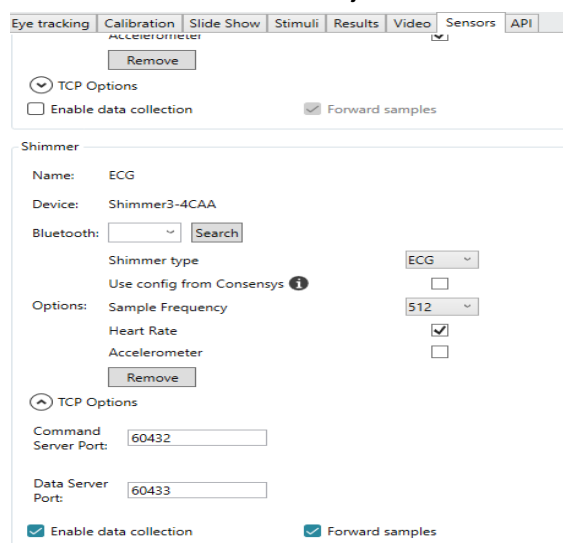 Eye tracking Calibration Slide Show Stimuli Results Video Sensors API
Accelerometer
Remove
TCP Options
Enable data collection Forward samples
Shimmer
Name: ECG
Device: Shimmer3-4CAA
Bluetooth: Search
Shimmer type ECG
Use config from Consensys
Options: Sample Frequency 512
Heart Rate
Accelerometer
Remove
TCP Options
Command
Server Port: 60432
Data Server
Port: 60433
Enable data collection Forward samples